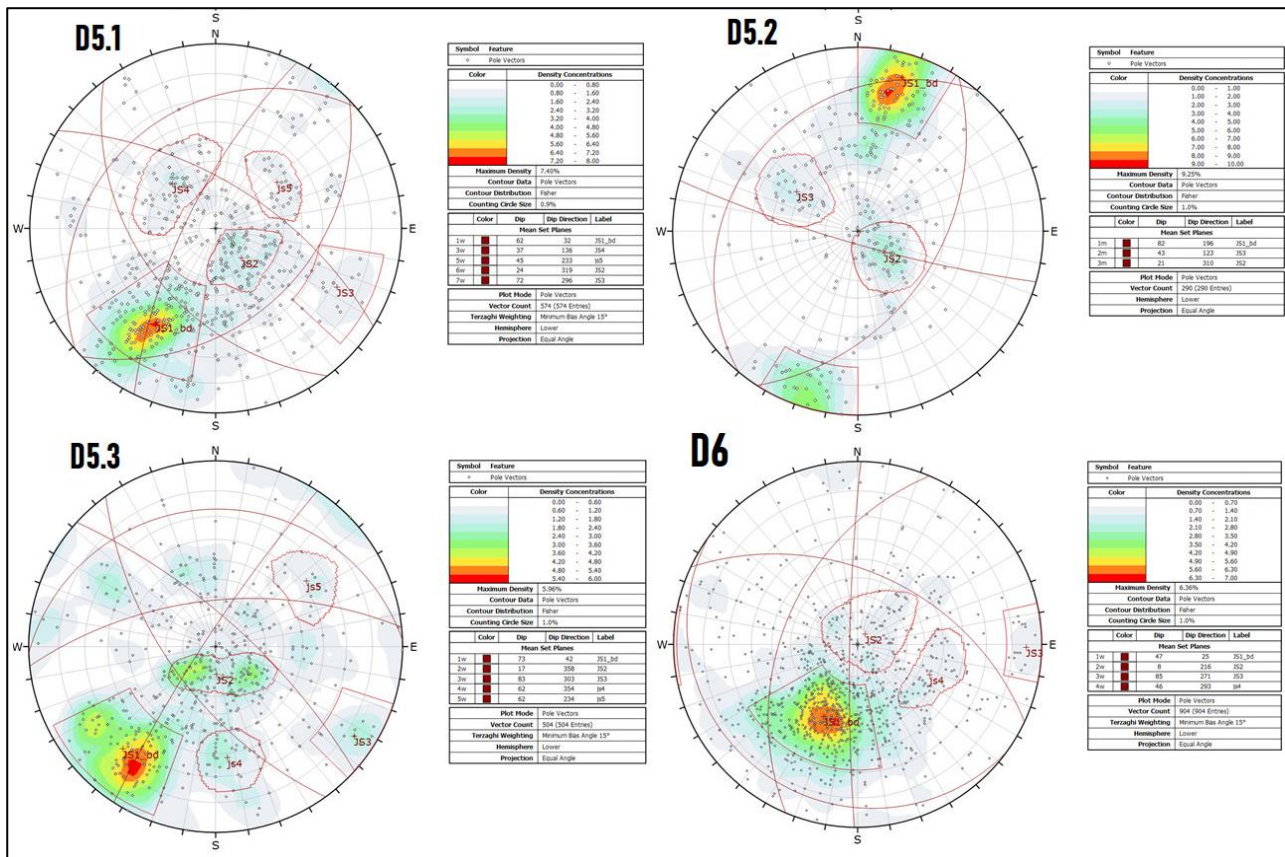 S
D5.1
N
W
E
S
JS4
js5
JS2
JS3
JS1_bd
Symbol Feature
Pole Vectors
Color Density Concentrations
0.00 - 0.80
0.80 - 1.60
1.60 - 2.40
2.40 - 3.20
3.20 - 4.00
4.00 - 4.80
4.80 - 5.60
5.60 - 6.40
6.40 - 7.20
7.20 - 8.00
Maximum Density 7.40%
Contour Data Pole Vectors
Contour Distribution Fisher
Counting Circle Size 0.9%
Color Dip Dip Direction Label
Mean Set Planes
1w 62 32 JS1_bd
3w 37 136 JS4
5w 45 233 js5
6w 24 319 JS2
7w 72 296 JS3
Plot Mode Pole Vectors
Vector Count 574 (574 Entries)
Terzaghi Weighting Minimum Bias Angle 15°
Hemisphere Lower
Projection Equal Angle
S
D5.2
N
W
E
S
JS1_bd
JS3
JS2
Symbol Feature
Pole Vectors
Color Density Concentrations
0.00 - 1.00
1.00 - 2.00
2.00 - 3.00
3.00 - 4.00
4.00 - 5.00
5.00 - 6.00
6.00 - 7.00
7.00 - 8.00
8.00 - 9.00
9.00 - 10.00
Maximum Density 9.25%
Contour Data Pole Vectors
Contour Distribution Fisher
Counting Circle Size 1.0%
Color Dip Dip Direction Label
Mean Set Planes
1m 82 196 JS1_bd
2m 43 123 JS3
3m 21 310 JS2
Plot Mode Pole Vectors
Vector Count 290 (290 Entries)
Hemisphere Lower
Projection Equal Angle
D5.3
N
W
E
S
js5
JS2
JS3
JS1_bd
js4
Symbol Feature
Pole Vectors
Color Density Concentrations
0.00 - 0.60
0.60 - 1.20
1.20 - 1.80
1.80 - 2.40
2.40 - 3.00
3.00 - 3.60
3.60 - 4.20
4.20 - 4.80
4.80 - 5.40
5.40 - 6.00
Maximum Density 5.96%
Contour Data Pole Vectors
Contour Distribution Fisher
Counting Circle Size 1.0%
Color Dip Dip Direction Label
Mean Set Planes
1w 73 42 JS1_bd
2w 17 358 JS2
3w 83 303 JS3
4w 62 354 js4
5w 62 234 js5
Plot Mode Pole Vectors
Vector Count 504 (504 Entries)
Terzaghi Weighting Minimum Bias Angle 15°
Hemisphere Lower
Projection Equal Angle
D6
N
W
E
S
JS2
JS3
js4
JS1_bd
Symbol Feature
Pole Vectors
Color Density Concentrations
0.00 - 0.70
0.70 - 1.40
1.40 - 2.10
2.10 - 2.80
2.80 - 3.50
3.50 - 4.20
4.20 - 4.90
4.90 - 5.60
5.60 - 6.30
6.30 - 7.00
Maximum Density 6.36%
Contour Data Pole Vectors
Contour Distribution Fisher
Counting Circle Size 1.0%
Color Dip Dip Direction Label
Mean Set Planes
1w 47 25 JS1_bd
2w 8 216 JS2
3w 85 271 JS3
4w 46 293 js4
Plot Mode Pole Vectors
Vector Count 904 (904 Entries)
Terzaghi Weighting Minimum Bias Angle 15°
Hemisphere Lower
Projection Equal Angle